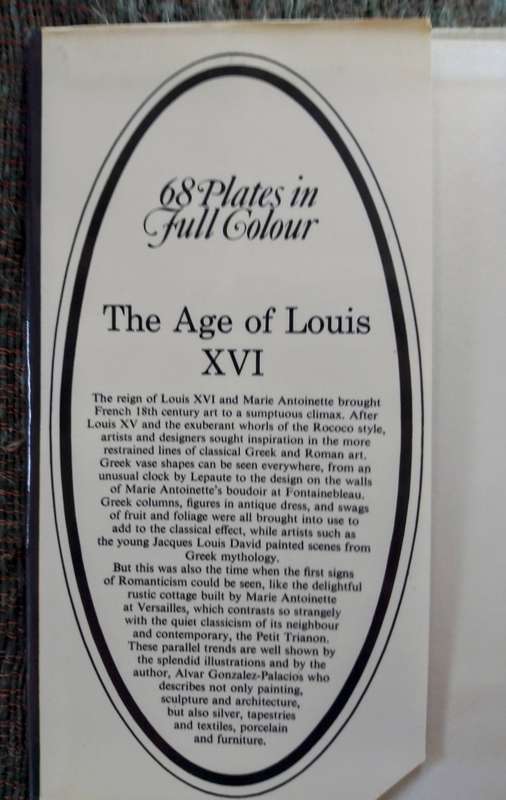 68 Plates in
Full Colour
The Age of Louis
XVI
The reign of Louis XVI and Marie Antoinette brought
French 18th century art to a sumptuous climax. After
Louis XV and the exuberant whorls of the Rococo style,
artists and designers sought inspiration in the more
restrained lines of classical Greek and Roman art.
Greek vase shapes can be seen everywhere, from an
unusual clock by Lepaute to the design on the walls
of Marie Antoinette's boudoir at Fontainebleau.
Greek columns, figures in antique dress, and swags
of fruit and foliage were all brought into use to
add to the classical effect, while artists such as
the young Jacques Louis David painted scenes from
Greek mythology.
But this was also the time when the first signs
of Romanticism could be seen, like the delightful
rustic cottage built by Marie Antoinette
at Versailles, which contrasts so strangely
with the quiet classicism of its neighbour
and contemporary, the Petit Trianon.
These parallel trends are well shown by
the splendid illustrations and by the
author, Alvar Gonzalez-Palacios who
describes not only painting,
sculpture and architecture,
but also silver, tapestries
and textiles, porcelain
and furniture.